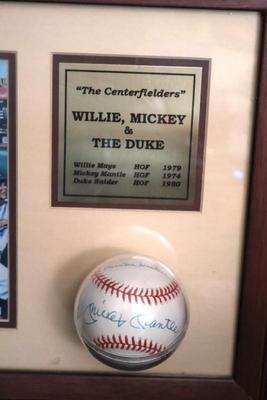 "The Centerfielders"
WILLIE, MICKEY
&
THE DUKE
Willie Mays HOF 1979
Mickey Mantle HOF 1974
Duke Snider HOF 1980
Mickey Mantle